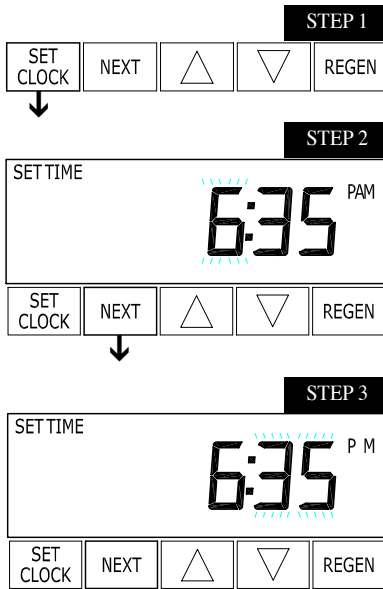 STEP 1
SET CLOCK NEXT REGEN
STEP 2
SET TIME
6:35 PAM
SET CLOCK NEXT REGEN
STEP 3
SET TIME
6:35 P M
SET CLOCK NEXT REGEN